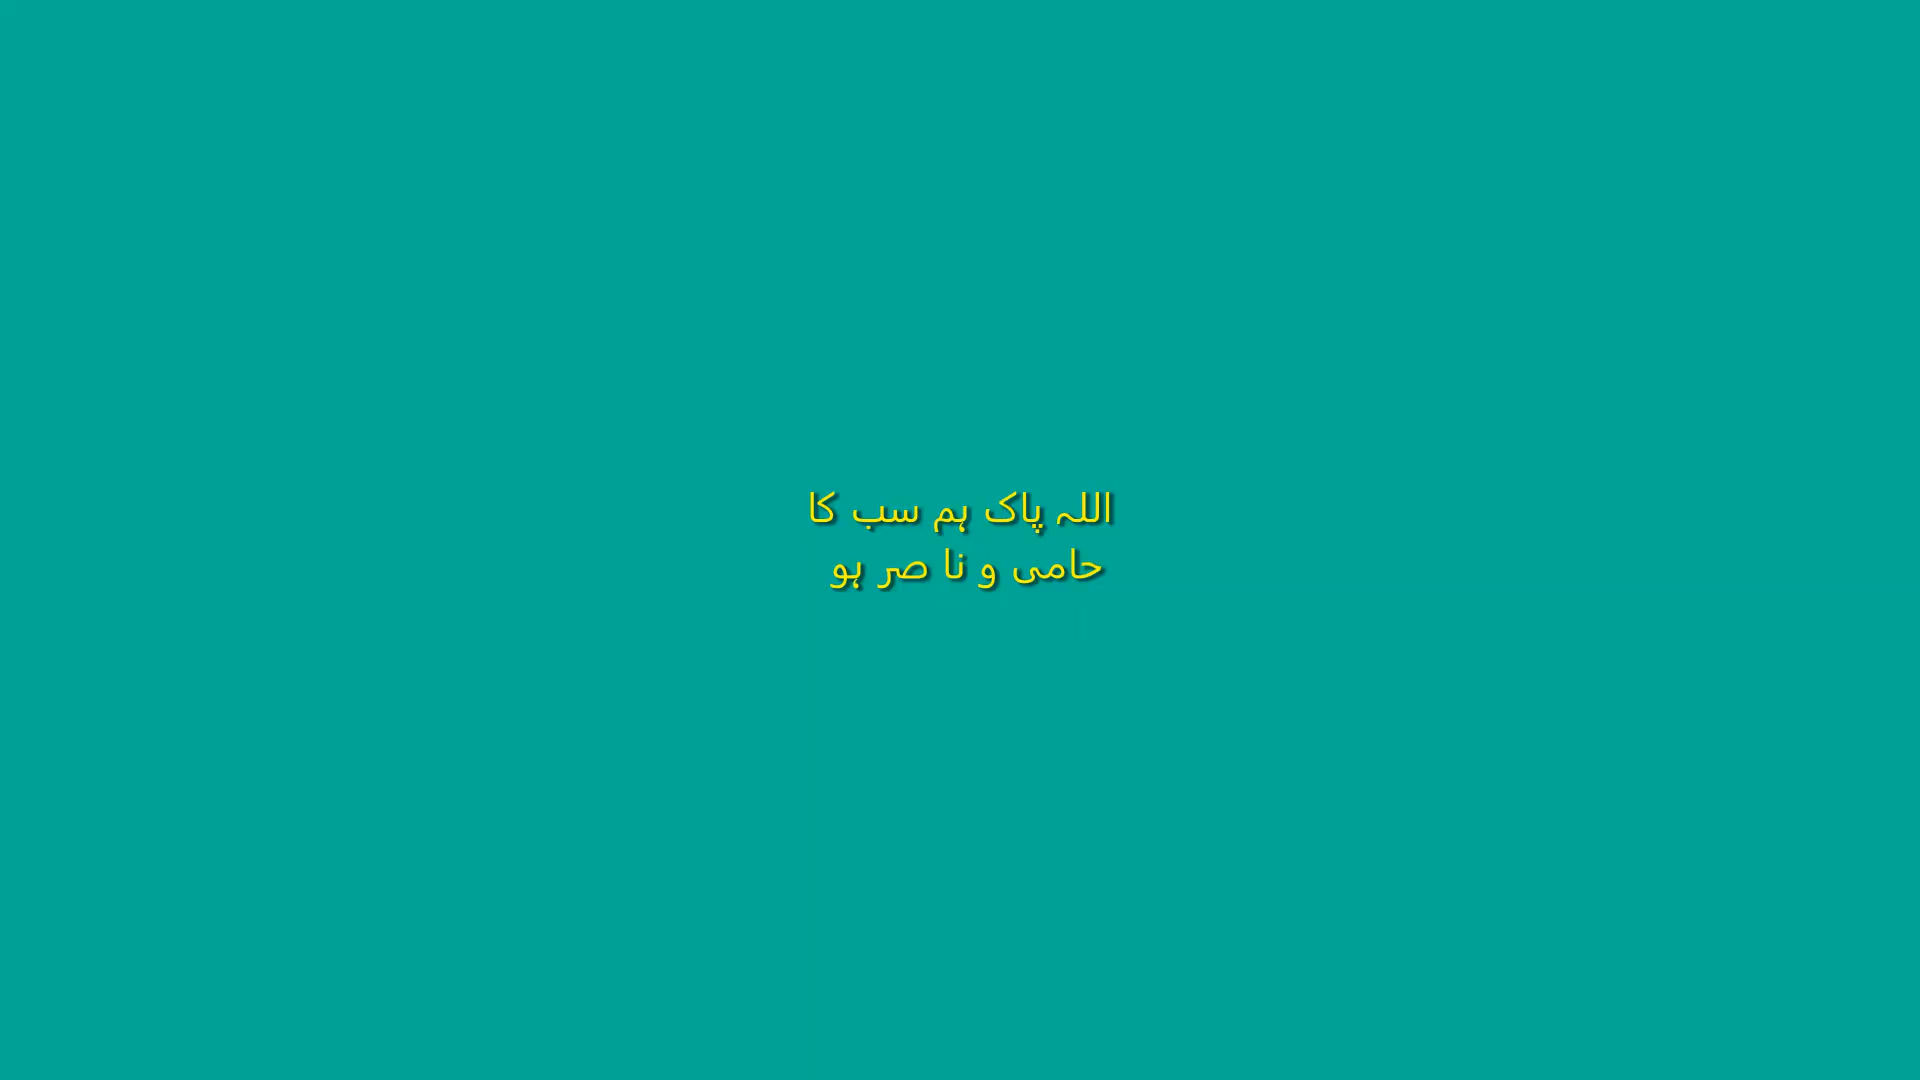 اللہ پاک ہم سب کا
حامی و نا صر ہو